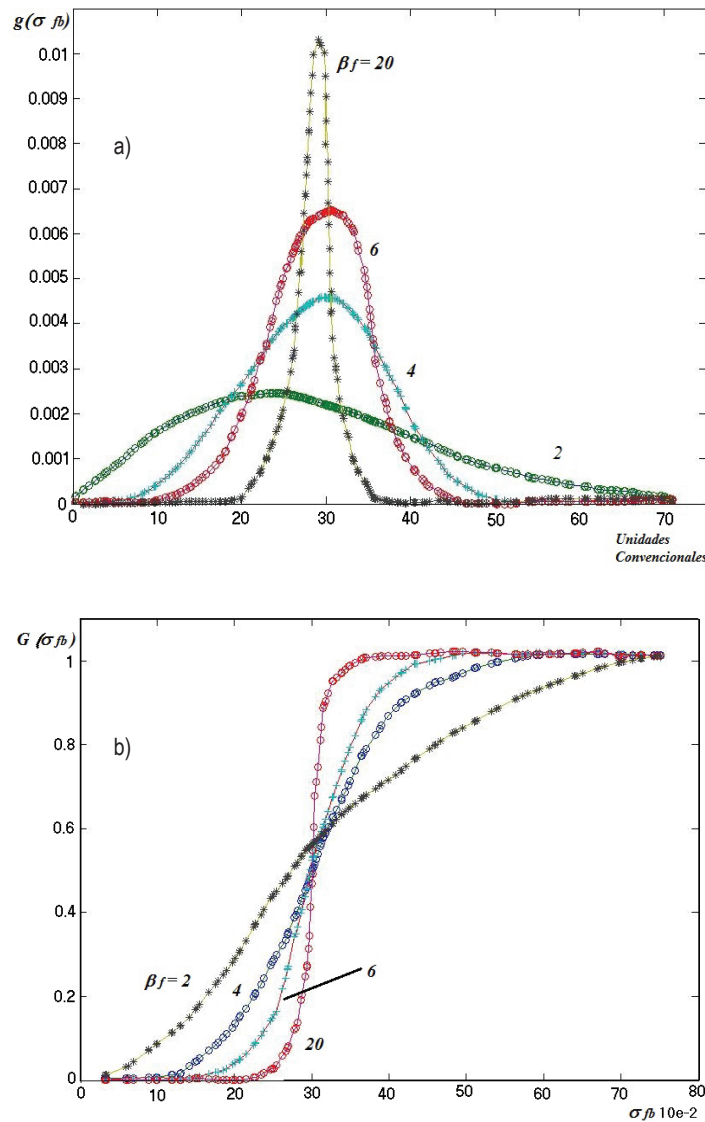 g(σ fb)
0.01
0.009
0.008
0.007
0.006
0.005
0.004
0.003
0.002
0.001
0
a)
β f = 20
6
4
2
0 10 20 30 40 50 60 70
Unidades
Convencionales
G (σ fb)
1
0.8
0.6
0.4
0.2
0
b)
β f = 2
4
6
20
0 10 20 30 40 50 60 70 80
σ fb 10e-2